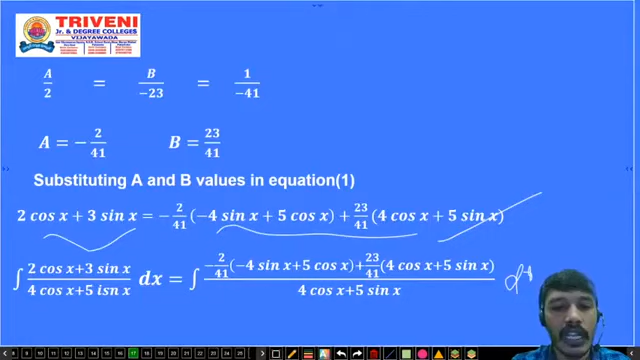 TRIVENI
Jr. & DEGREE COLLEGES
VIJAYAWADA
A/2 = B/−23 = 1/−41
A = − 2/41 B = 23/41
Substituting A and B values in equation(1)
2 cos x + 3 sin x = − 2/41 (−4 sin x + 5 cos x) + 23/41 (4 cos x + 5 sin x)
∫ 2 cos x+3 sin x / 4 cos x+5 isn x dx = ∫ − 2/41 (−4 sin x+5 cos x)+ 23/41 (4 cos x+5 sin x) / 4 cos x+5 sin x dx